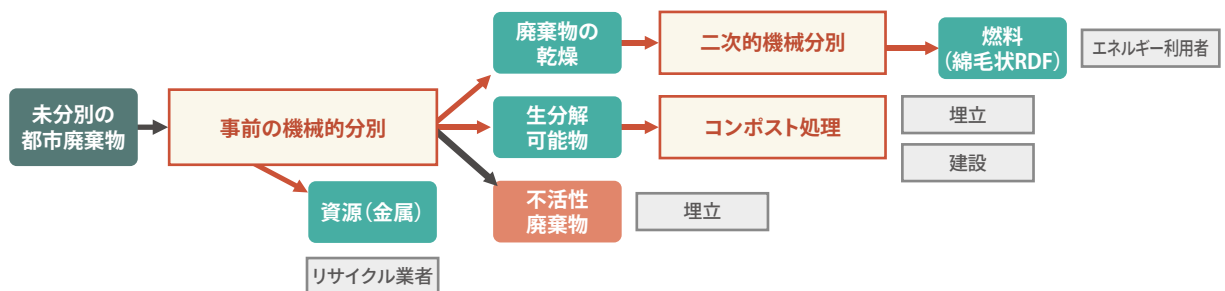 未分別の
都市廃棄物
事前の機械的分別
資源（金属）
リサイクル業者
廃棄物の
乾燥
二次的機械分別
燃料
（綿毛状RDF）
エネルギー利用者
生分解
可能物
コンポスト処理
埋立
建設
不活性
廃棄物
埋立